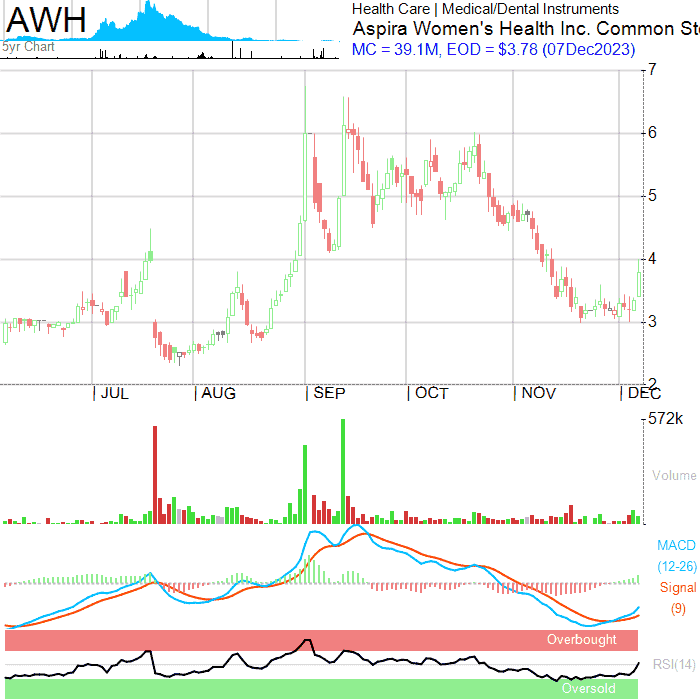 AWH
5yr Chart
Health Care | Medical/Dental Instruments
Aspira Women's Health Inc. Common St
MC = 39.1M, EOD = $3.78 (07Dec2023)
7
6
5
4
3
2
JUL AUG SEP OCT NOV DEC
572k
Volume
MACD
(12-26)
Signal
(9)
Overbought
RSI(14)
Oversold